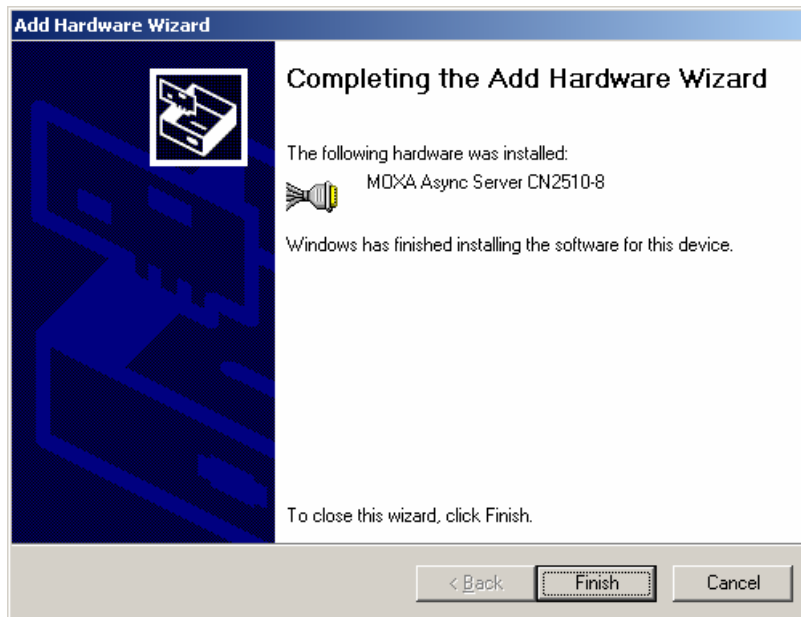 Add Hardware Wizard
Completing the Add Hardware Wizard
The following hardware was installed:
MOXA Async Server CN2510-8
Windows has finished installing the software for this device.
To close this wizard, click Finish.
< Back Finish Cancel